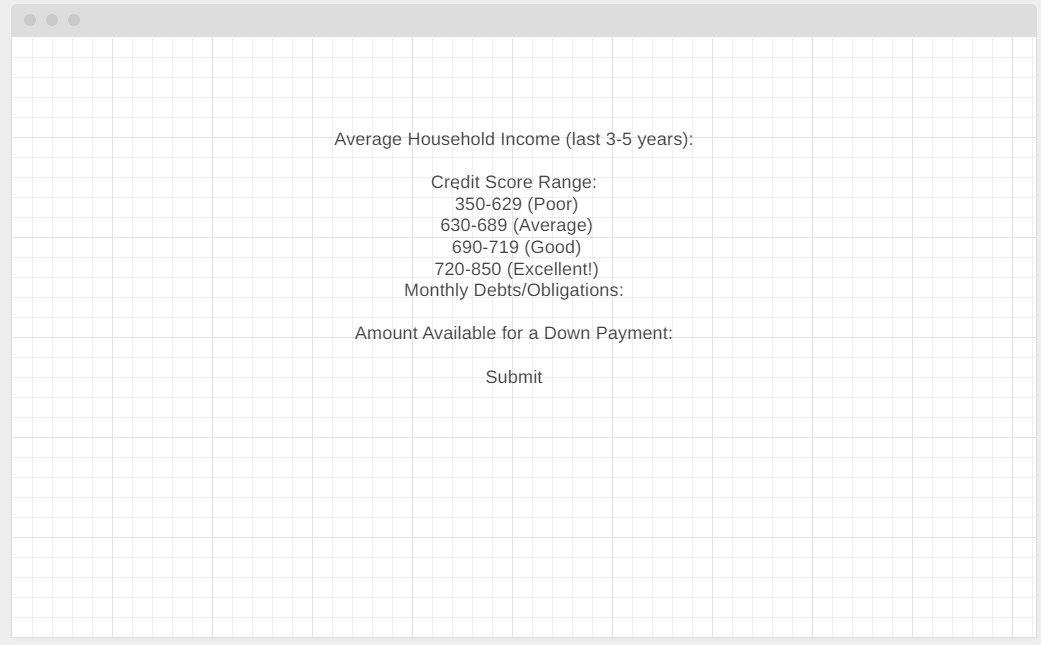 Average Household Income (last 3-5 years):
Credit Score Range:
350-629 (Poor)
630-689 (Average)
690-719 (Good)
720-850 (Excellent!)
Monthly Debts/Obligations:
Amount Available for a Down Payment:
Submit